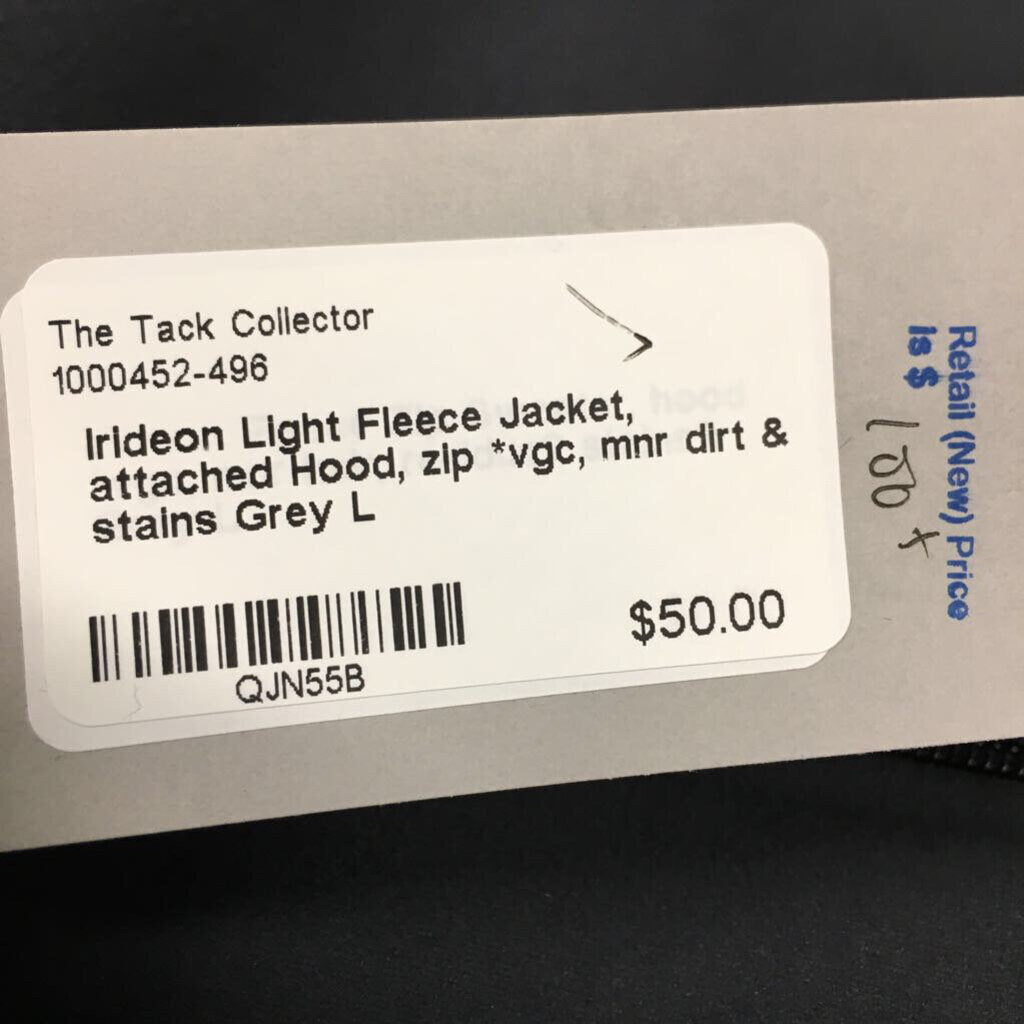 The Tack Collector
1000452-496
Irideon Light Fleece Jacket,
attached Hood, zip *vgc, mnr dirt &
stains Grey L
$50.00
QJN55B
Retail (New) Price
is $ 100+